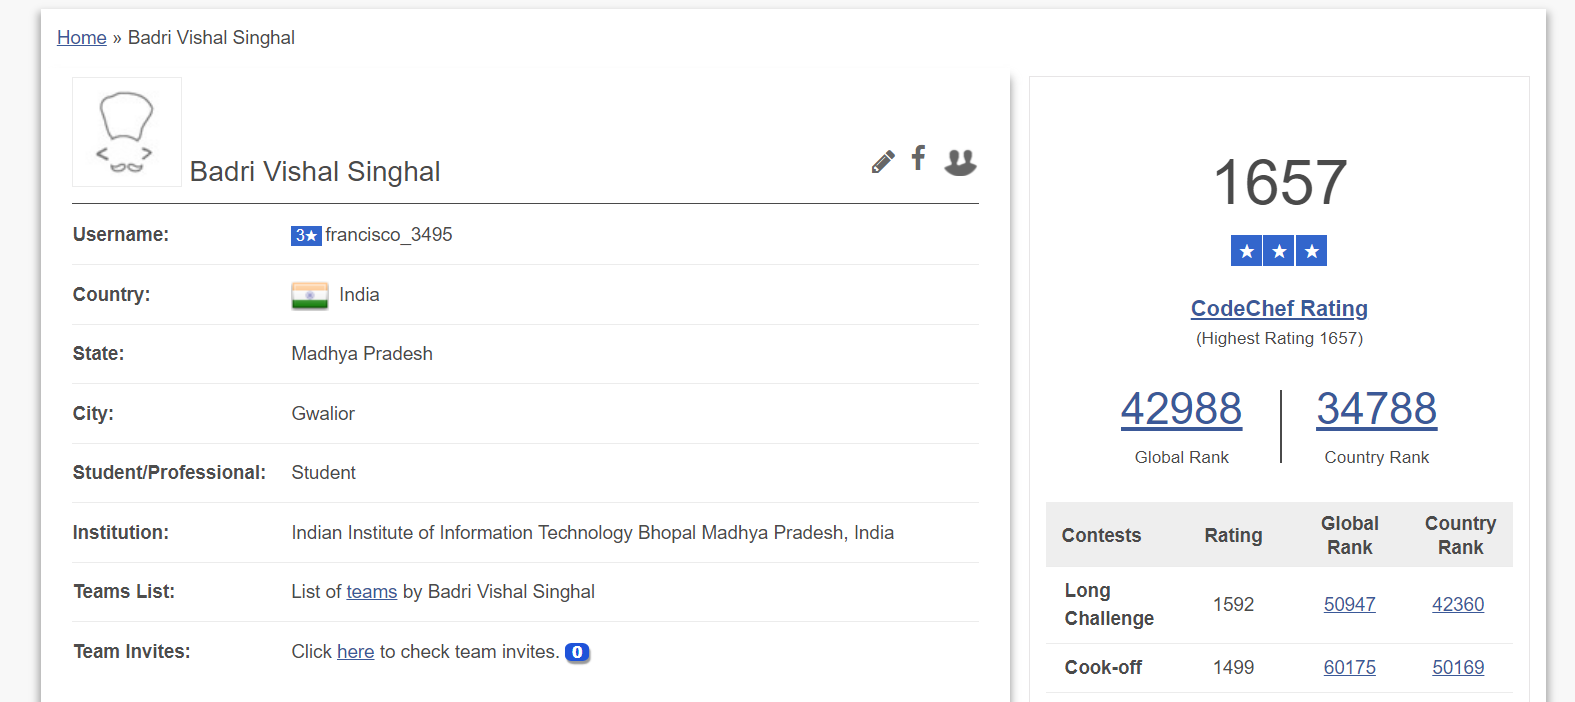 Home » Badri Vishal Singhal
Badri Vishal Singhal
Username: 3★ francisco_3495
Country: India
State: Madhya Pradesh
City: Gwalior
Student/Professional: Student
Institution: Indian Institute of Information Technology Bhopal Madhya Pradesh, India
Teams List: List of teams by Badri Vishal Singhal
Team Invites: Click here to check team invites. 0
1657
★ ★ ★
CodeChef Rating
(Highest Rating 1657)
42988 34788
Global Rank Country Rank
Contests Rating Global Rank Country Rank
Long Challenge 1592 50947 42360
Cook-off 1499 60175 50169